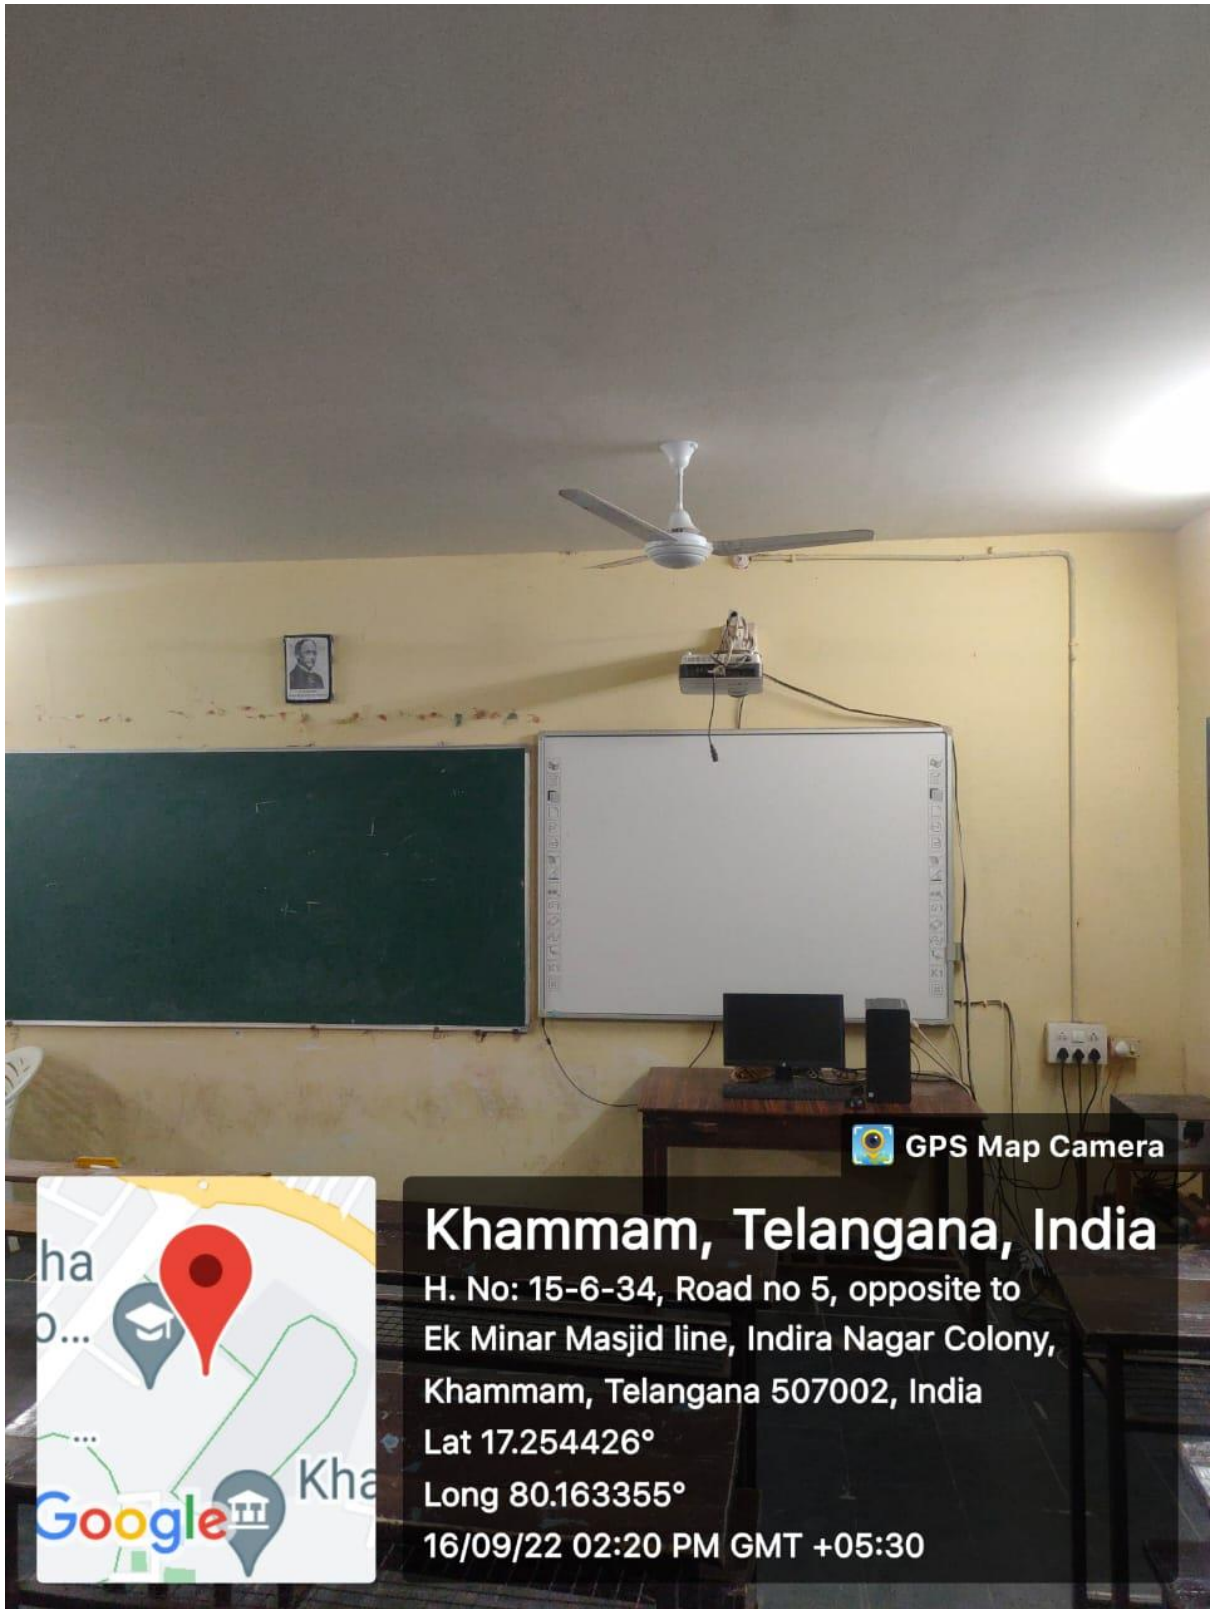 GPS Map Camera
Khammam, Telangana, India
H. No: 15-6-34, Road no 5, opposite to
Ek Minar Masjid line, Indira Nagar Colony,
Khammam, Telangana 507002, India
Lat 17.254426°
Long 80.163355°
16/09/22 02:20 PM GMT +05:30
ha
o...
...
Kha
Google